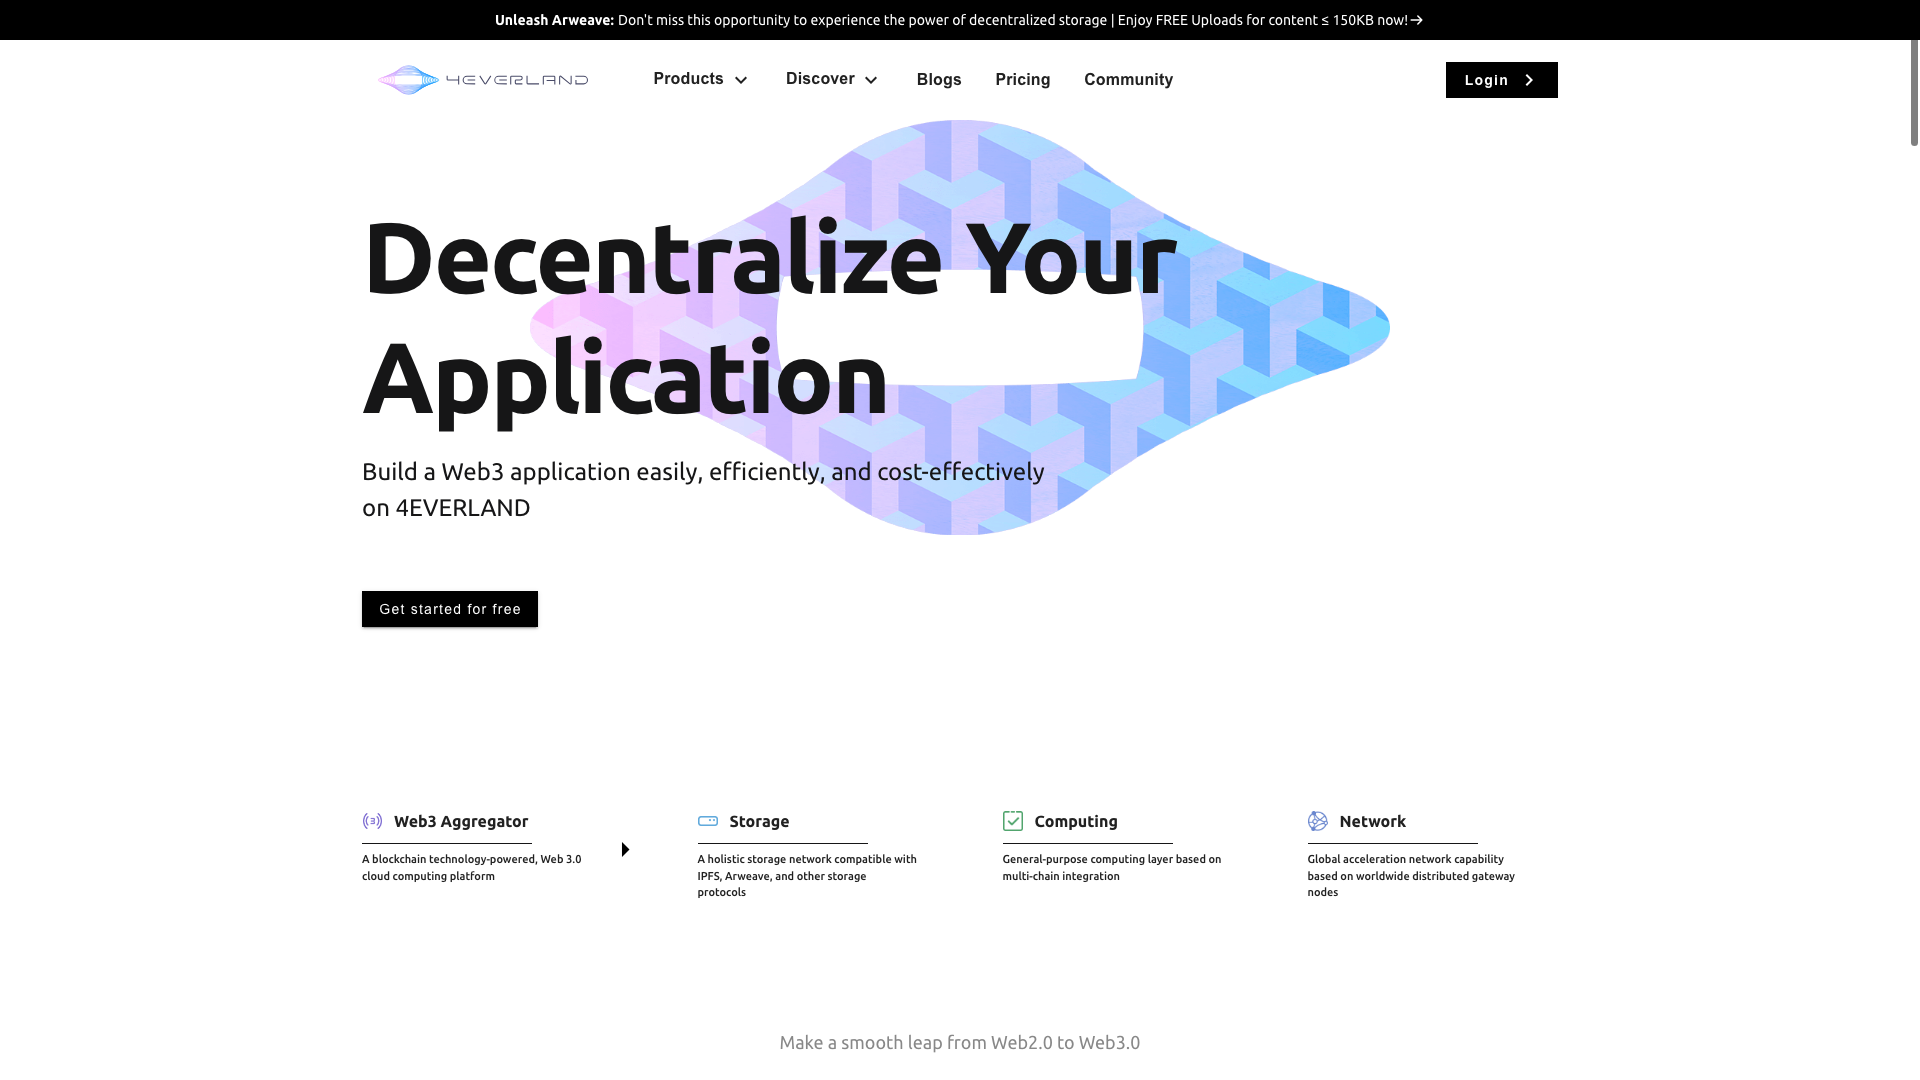 Unleash Arweave: Don't miss this opportunity to experience the power of decentralized storage | Enjoy FREE Uploads for content ≤ 150KB now!→
4EVERLAND
Products
Discover
Blogs
Pricing
Community
Login
Decentralize Your
Application
Build a Web3 application easily, efficiently, and cost-effectively
on 4EVERLAND
Get started for free
Web3 Aggregator
A blockchain technology-powered, Web 3.0
cloud computing platform
Storage
A holistic storage network compatible with
IPFS, Arweave, and other storage
protocols
Computing
General-purpose computing layer based on
multi-chain integration
Network
Global acceleration network capability
based on worldwide distributed gateway
nodes
Make a smooth leap from Web2.0 to Web3.0